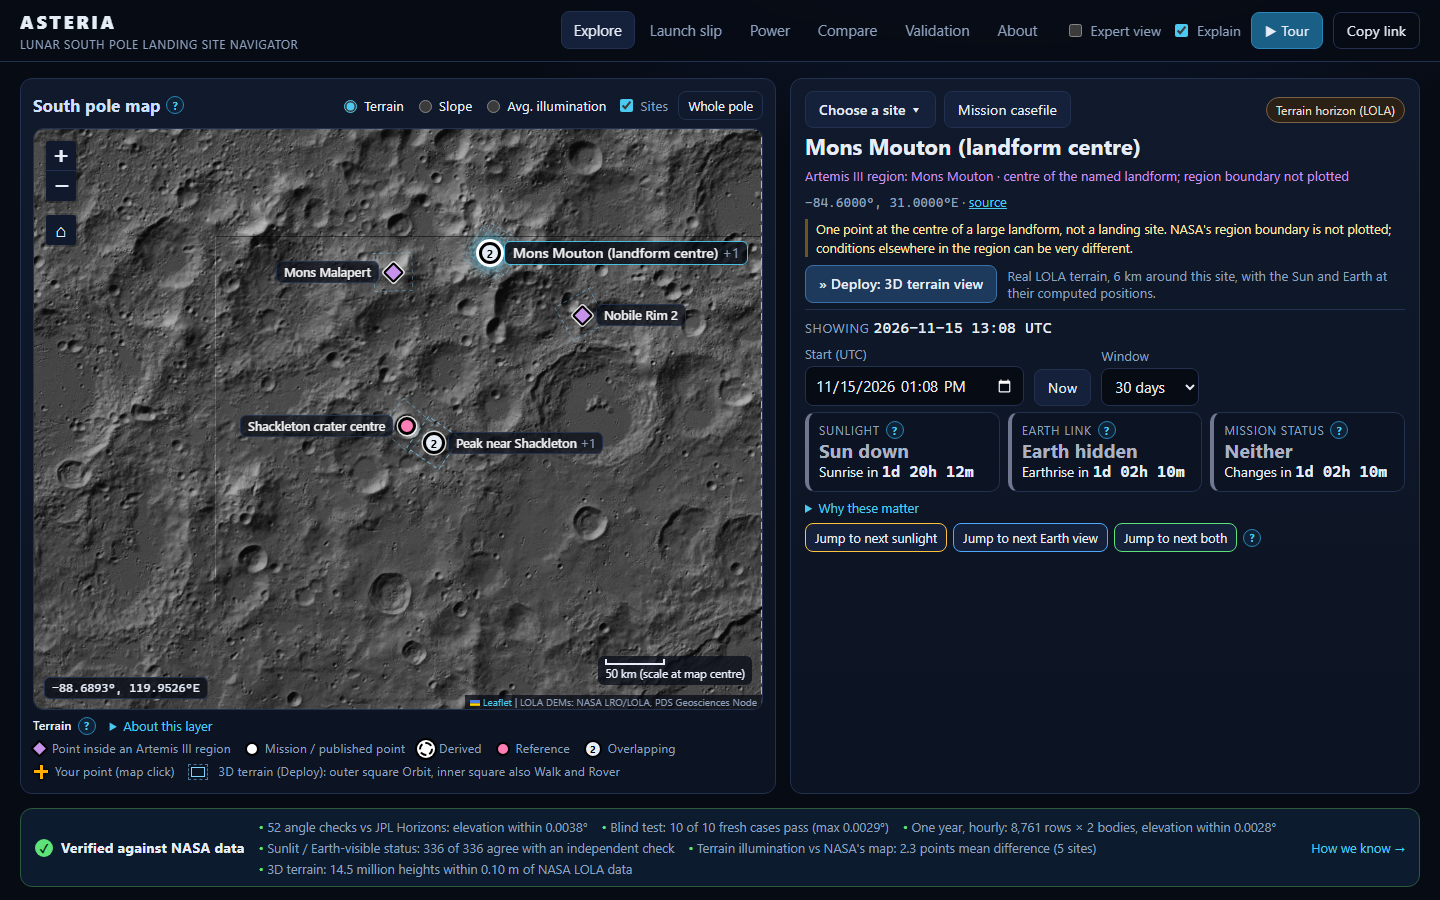 ASTERIA
LUNAR SOUTH POLE LANDING SITE NAVIGATOR
Explore
Launch slip
Power
Compare
Validation
About
Expert view
Explain
▶ Tour
Copy link
South pole map ?
Terrain
Slope
Avg. illumination
Sites
Whole pole
+
−
⌂
2
Mons Mouton (landform centre) +1
Mons Malapert
Nobile Rim 2
Shackleton crater centre
2
Peak near Shackleton +1
50 km (scale at map centre)
−88.6893°, 119.9526°E
Leaflet | LOLA DEMs: NASA LRO/LOLA, PDS Geosciences Node
Terrain ? ▶ About this layer
Point inside an Artemis III region
Mission / published point
Derived
Reference
2 Overlapping
Your point (map click)
3D terrain (Deploy): outer square Orbit, inner square also Walk and Rover
Choose a site ▾
Mission casefile
Terrain horizon (LOLA)
Mons Mouton (landform centre)
Artemis III region: Mons Mouton · centre of the named landform; region boundary not plotted
−84.6000°, 31.0000°E · source
One point at the centre of a large landform, not a landing site. NASA's region boundary is not plotted;
conditions elsewhere in the region can be very different.
» Deploy: 3D terrain view
Real LOLA terrain, 6 km around this site, with the Sun and Earth at
their computed positions.
SHOWING 2026−11−15 13:08 UTC
Start (UTC)
Window
11/15/2026 01:08 PM
Now
30 days
SUNLIGHT ?
Sun down
Sunrise in 1d 20h 12m
EARTH LINK ?
Earth hidden
Earthrise in 1d 02h 10m
MISSION STATUS ?
Neither
Changes in 1d 02h 10m
▶ Why these matter
Jump to next sunlight
Jump to next Earth view
Jump to next both
?
✓ Verified against NASA data
• 52 angle checks vs JPL Horizons: elevation within 0.0038° • Blind test: 10 of 10 fresh cases pass (max 0.0029°) • One year, hourly: 8,761 rows × 2 bodies, elevation within 0.0028°
• Sunlit / Earth-visible status: 336 of 336 agree with an independent check • Terrain illumination vs NASA's map: 2.3 points mean difference (5 sites)
• 3D terrain: 14.5 million heights within 0.10 m of NASA LOLA data
How we know →